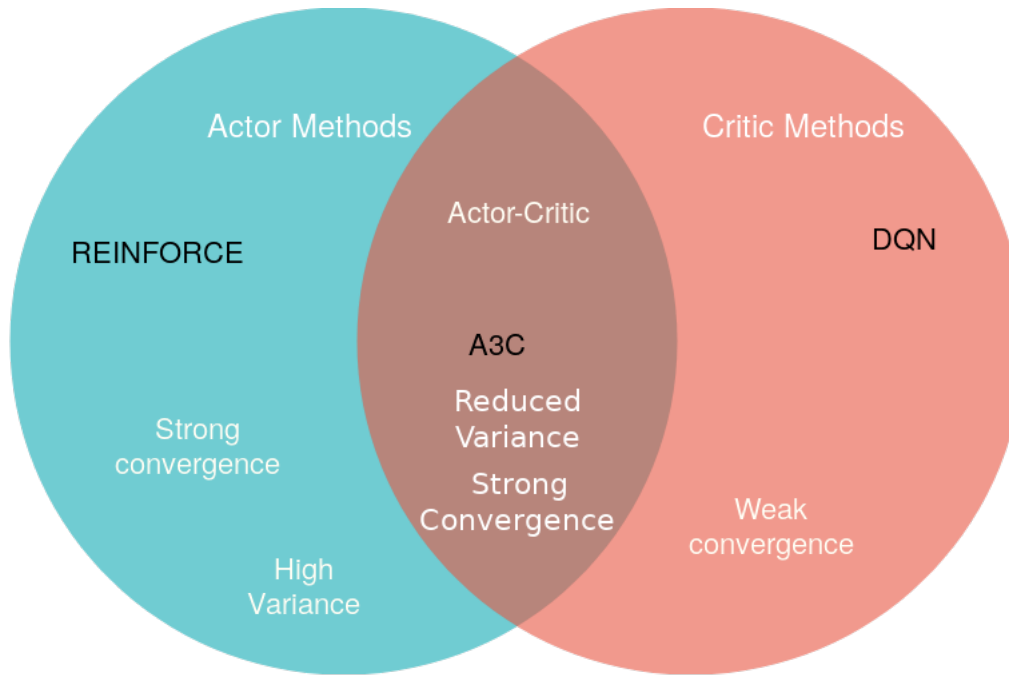 Actor Methods
Critic Methods
Actor-Critic
REINFORCE
DQN
A3C
Reduced
Variance
Strong
convergence
Strong
Convergence
Weak
convergence
High
Variance